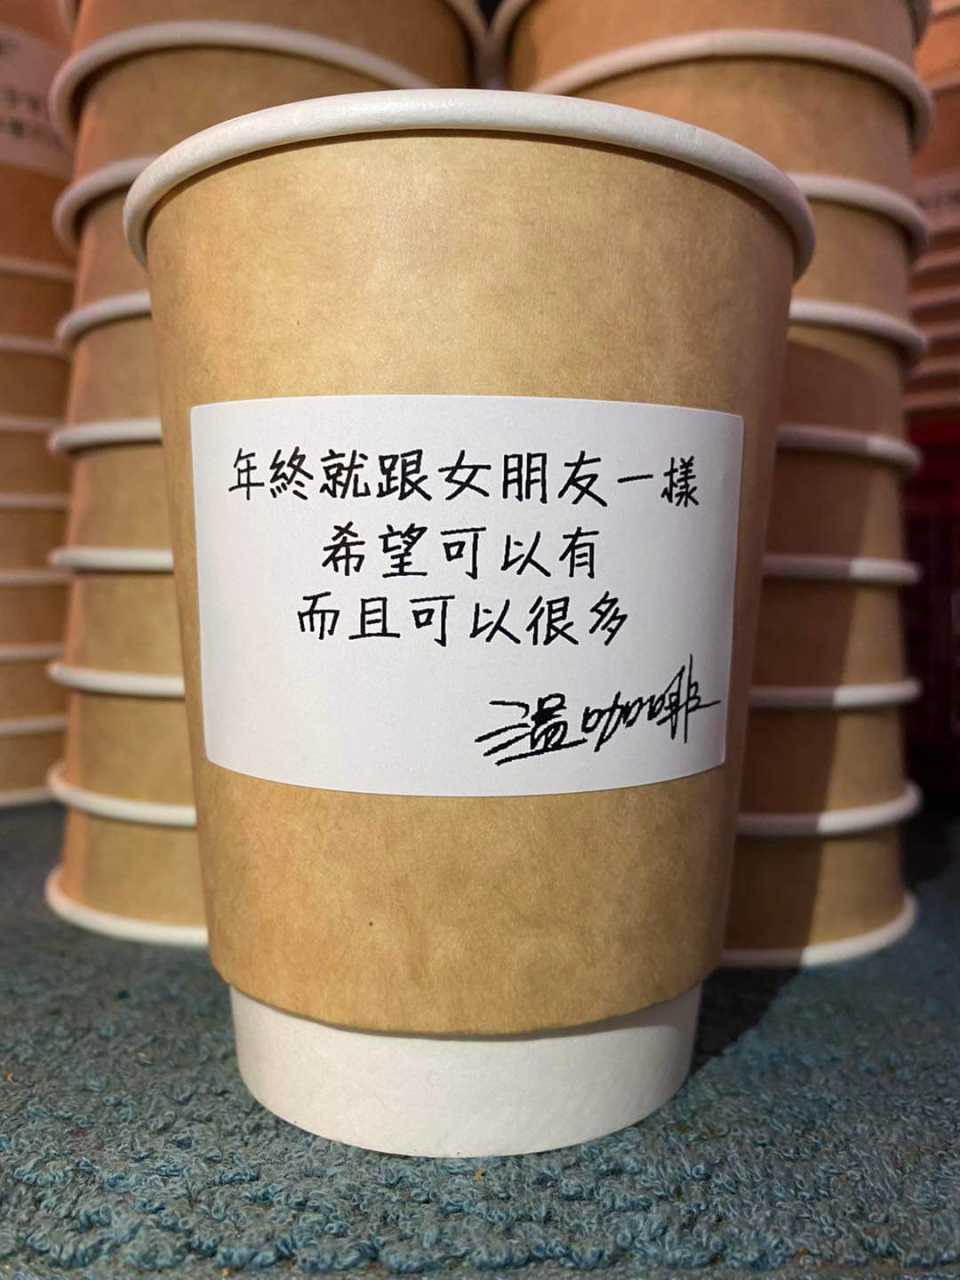 年終就跟女朋友一樣
希望可以有
而且可以很多
溫咖啡